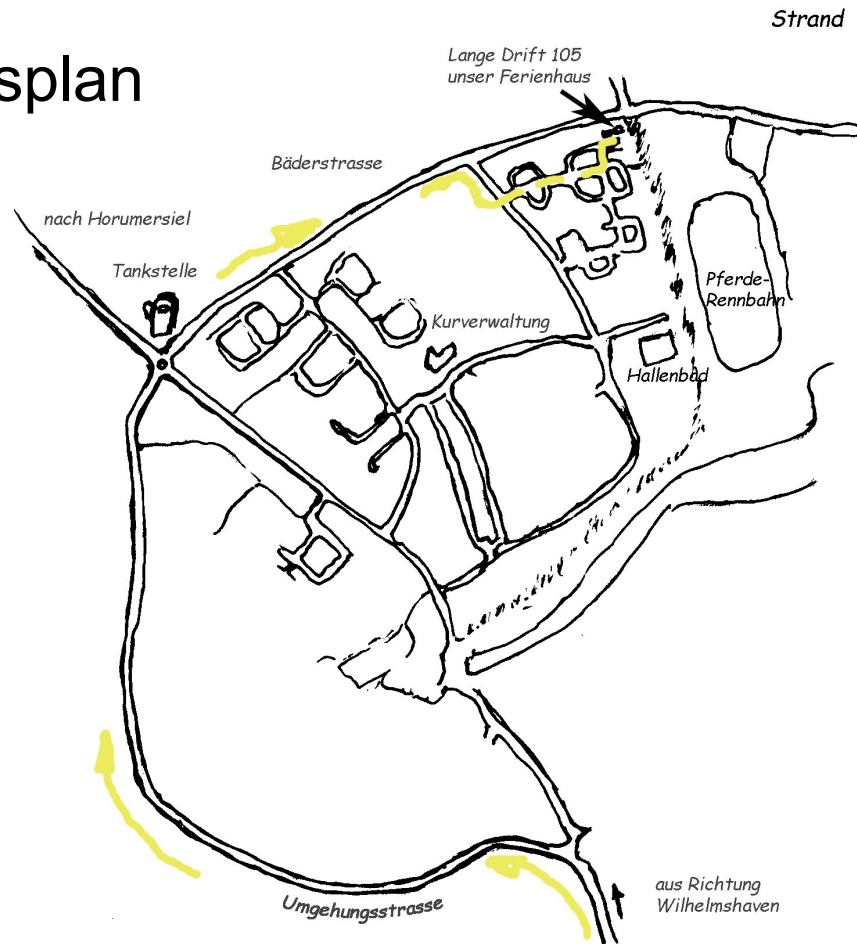 Strand
splan
Lange Drift 105
unser Ferienhaus
Bäderstrasse
nach Horumersiel
Tankstelle
Pferde-
Rennbahn
Kurverwaltung
Hallenbad
Umgehungsstrasse
aus Richtung
Wilhelmshaven